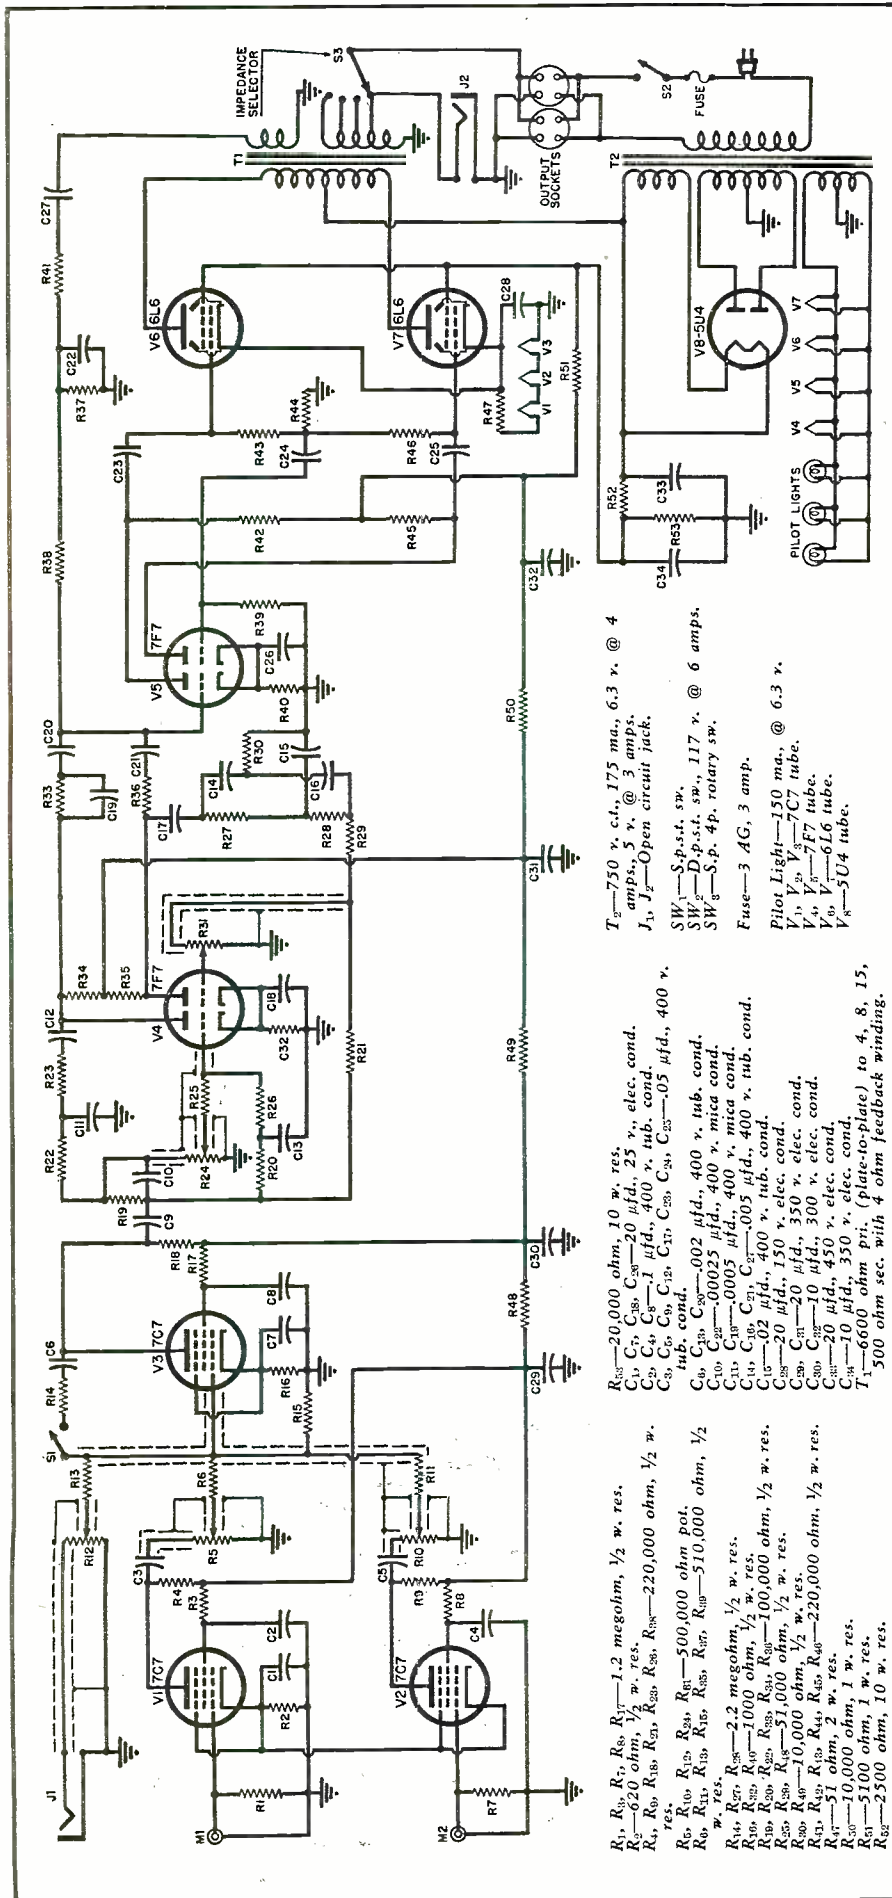 IMPEDANCE
SELECTOR
S3
J2
OUTPUT
SOCKETS
S2
FUSE
T1
T2
C27
R41
R37
C22
V6 6L6
V7 6L6
C28
R47
V1
V2
V3
R51
V8-5U4
V4
V5
V6
V7
PILOT LIGHTS
R52
C33
R53
C34
C23
R43
C24
R44
R46
C25
R42
R45
R38
C32
V5
7F7
R39
C26
R40
R50
C20
R33
C19
C21
R36
C17
C14
R30
C15
R27
C16
R28
R29
C31
R34
R35
R31
V4
7F7
C18
C32
R21
C12
R23
C11
R22
R25
R24
R26
R20
C13
C10
R19
C9
R49
R18
R17
C30
C6
V3 7C7
C8
C7
R16
R15
R48
C29
R14
S1
R13
R12
R6
R5
R11
R10
C3
R4
R3
C5
R9
R8
V1 7C7
C2
C1
R2
V2 7C7
C4
J1
M1
R1
M2
R7
R1, R3, R7, R8, R17—1.2 megohm, 1/2 w. res.
R2—620 ohm, 1/2 w. res.
R4, R9, R18, R21, R23, R26, R38—220,000 ohm, 1/2 w.
res.
R5, R10, R12, R24, R31—500,000 ohm pot.
R6, R11, R13, R15, R35, R37, R39—510,000 ohm, 1/2
w. res.
R14, R27, R28—2.2 megohm, 1/2 w. res.
R16, R32, R40—1000 ohm, 1/2 w. res.
R19, R20, R22, R33, R34, R36—100,000 ohm, 1/2 w. res.
R25, R29, R48—51,000 ohm, 1/2 w. res.
R30, R49—10,000 ohm, 1/2 w. res.
R41, R42, R43, R44, R45, R46—220,000 ohm, 1/2 w. res.
R47—51 ohm, 2 w. res.
R50—10,000 ohm, 1 w. res.
R51—5100 ohm, 1 w. res.
R52—2500 ohm, 10 w. res.
R53—20,000 ohm, 10 w. res.
C1, C7, C18, C26—20 µfd., 25 v., elec. cond.
C2, C4, C8—.1 µfd., 400 v. tub. cond.
C3, C5, C9, C12, C17, C23, C24, C25—.05 µfd., 400 v.
tub. cond.
C6, C13, C20—.002 µfd., 400 v. tub. cond.
C10, C22—.00025 µfd., 400 v. mica cond.
C11, C19—.0005 µfd., 400 v. mica cond.
C14, C16, C21, C27—.005 µfd., 400 v. tub. cond.
C15—.02 µfd., 400 v. tub. cond.
C28—20 µfd., 150 v. elec. cond.
C29, C31—20 µfd., 350 v. elec. cond.
C30, C32—10 µfd., 300 v. elec. cond.
C33—20 µfd., 450 v. elec. cond.
C34—10 µfd., 350 v. elec. cond.
T1—6600 ohm pri. (plate-to-plate) to 4, 8, 15,
500 ohm sec. with 4 ohm feedback winding.
T2—750 v. c.t., 175 ma., 6.3 v. @ 4
amps., 5 v. @ 3 amps.
J1, J2—Open circuit jack.
SW1—S.p.s.t. sw.
SW2—D.p.s.t. sw., 117 v. @ 6 amps.
SW3—S.p. 4p. rotary sw.
Fuse—3 AG, 3 amp.
Pilot Light—150 ma., @ 6.3 v.
V1, V2, V3—7C7 tube.
V4, V5—7F7 tube.
V6, V7—6L6 tube.
V8—5U4 tube.